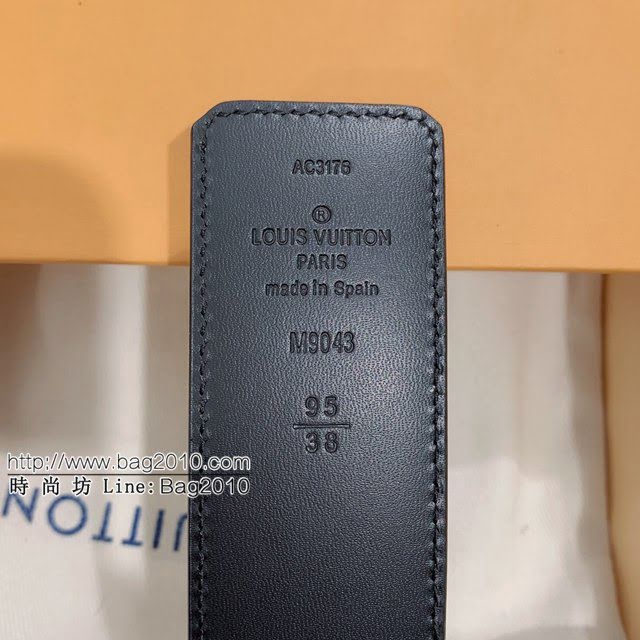 AC3176
®
LOUIS VUITTON
PARIS
made in Spain
M9043
95
38
http://www.bag2010.com
時尚坊 Line:Bag2010
UITTON